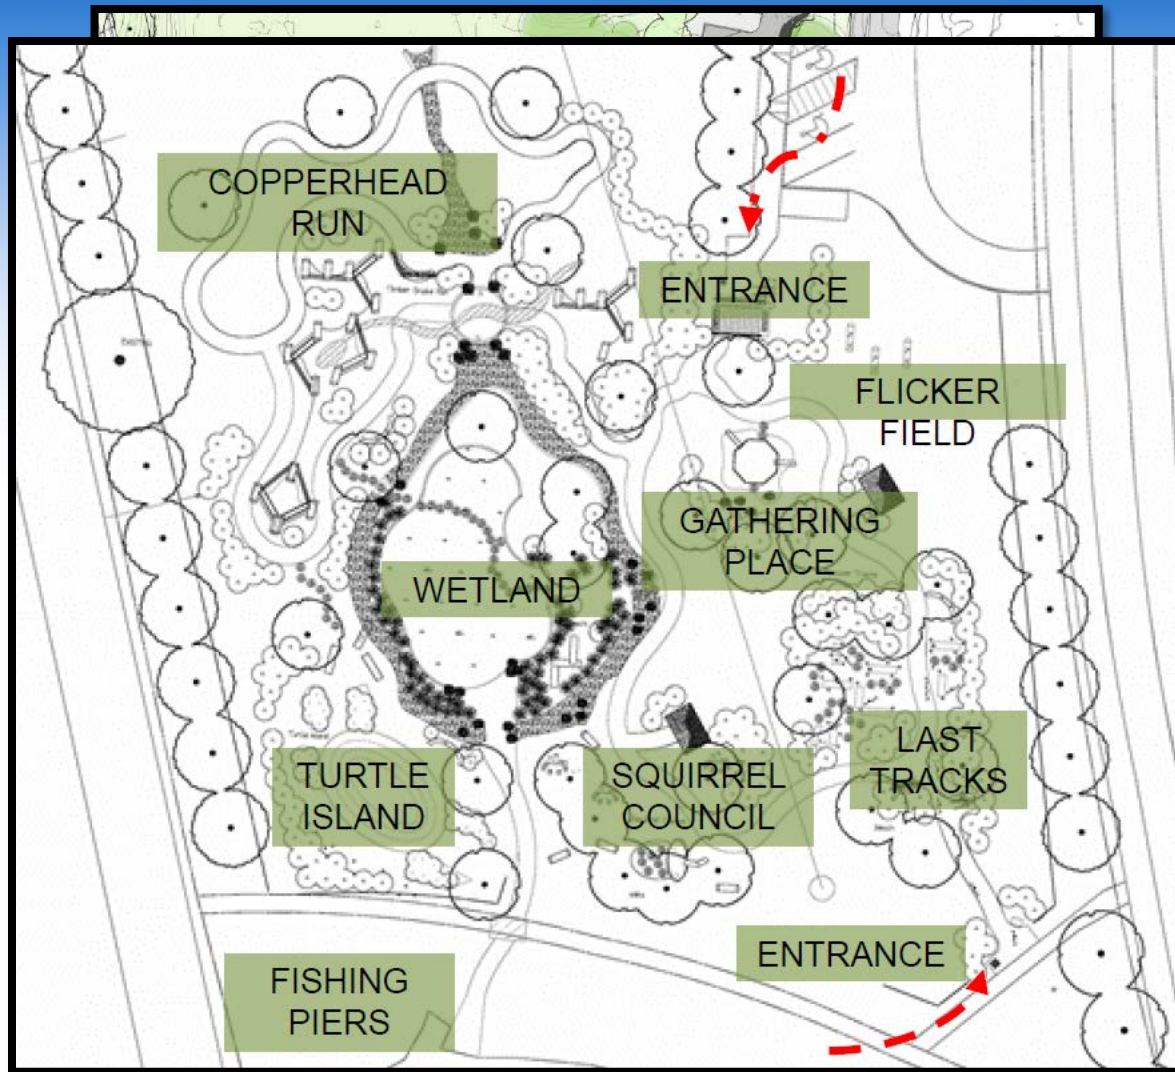 COPPERHEAD
RUN
ENTRANCE
FLICKER
FIELD
GATHERING
PLACE
WETLAND
LAST
TRACKS
TURTLE
ISLAND
SQUIRREL
COUNCIL
ENTRANCE
FISHING
PIERS